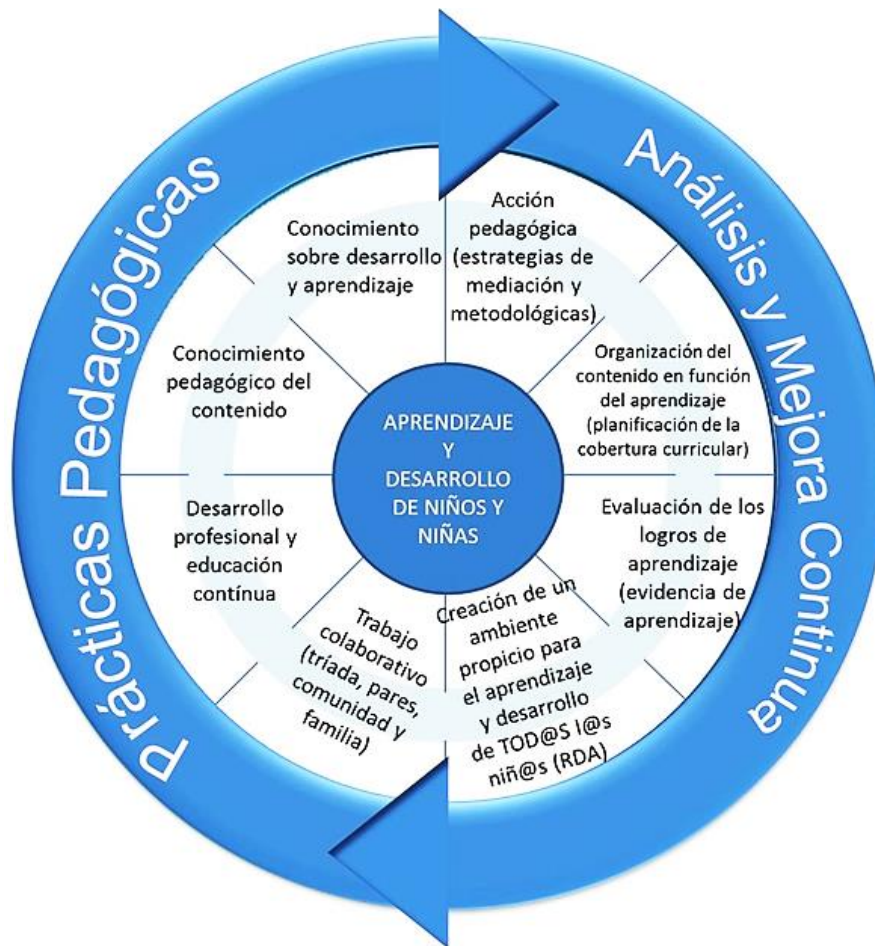 Prácticas Pedagógicas
Análisis y Mejora Continua
Conocimiento
sobre desarrollo
y aprendizaje
Acción
pedagógica
(estrategias de
mediación y
metodológicas)
Conocimiento
pedagógico del
contenido
Organización del
contenido en función
del aprendizaje
(planificación de la
cobertura curricular)
APRENDIZAJE
Y
DESARROLLO
DE NIÑOS Y
NIÑAS
Desarrollo
profesional y
educación
contínua
Evaluación de los
logros de
aprendizaje
(evidencia de
aprendizaje)
Trabajo
colaborativo
(tríada, pares,
comunidad y
familia)
Creación de un
ambiente
propicio para
el aprendizaje
y desarrollo
de TOD@S l@s
niñ@s (RDA)